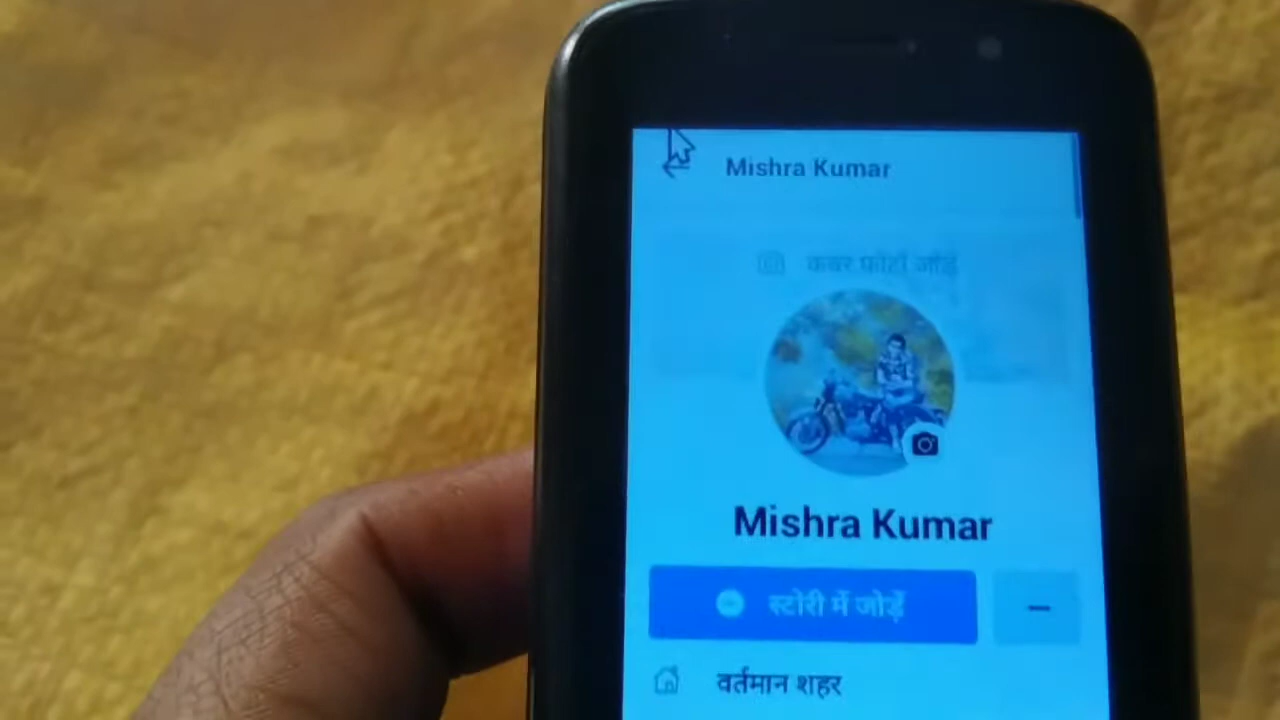 Mishra Kumar
कवर फ़ोटो जोड़ें
Mishra Kumar
स्टोरी में जोड़ें
वर्तमान शहर